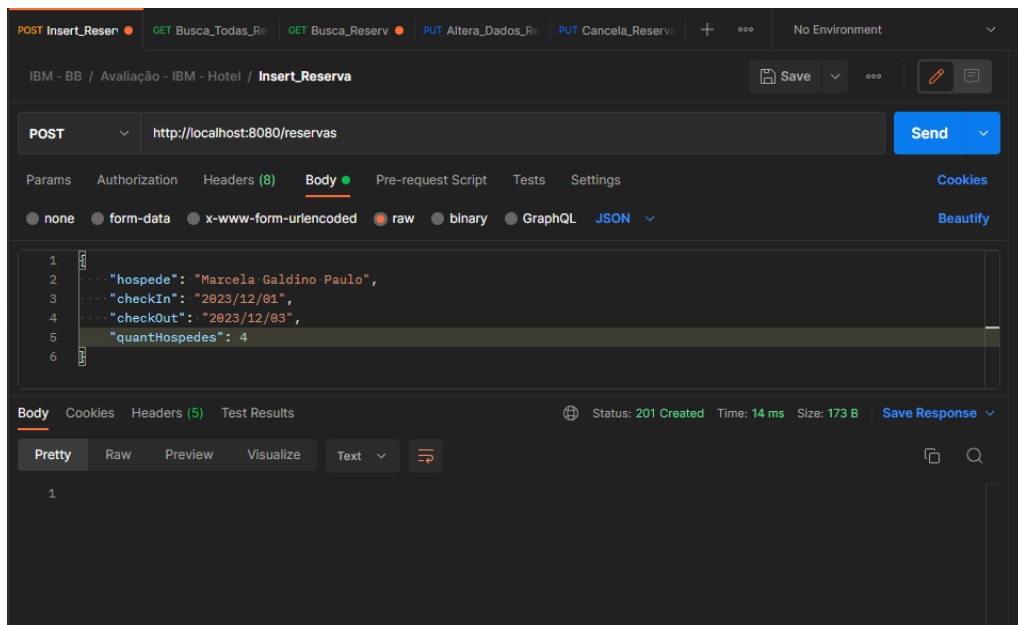 POST Insert_Reserv GET Busca_Todas_Re GET Busca_Reserv PUT Altera_Dados_Re PUT Cancela_Reserva + ooo No Environment
IBM - BB / Avaliação - IBM - Hotel / Insert_Reserva Save ooo
POST http://localhost:8080/reservas Send
Params Authorization Headers (8) Body Pre-request Script Tests Settings Cookies
none form-data x-www-form-urlencoded raw binary GraphQL JSON Beautify
1 {
2 "hospede": "Marcela Galdino Paulo",
3 "checkIn": "2023/12/01",
4 "checkOut": "2023/12/03",
5 "quantHospedes": 4
6 }
Body Cookies Headers (5) Test Results Status: 201 Created Time: 14 ms Size: 173 B Save Response
Pretty Raw Preview Visualize Text
1